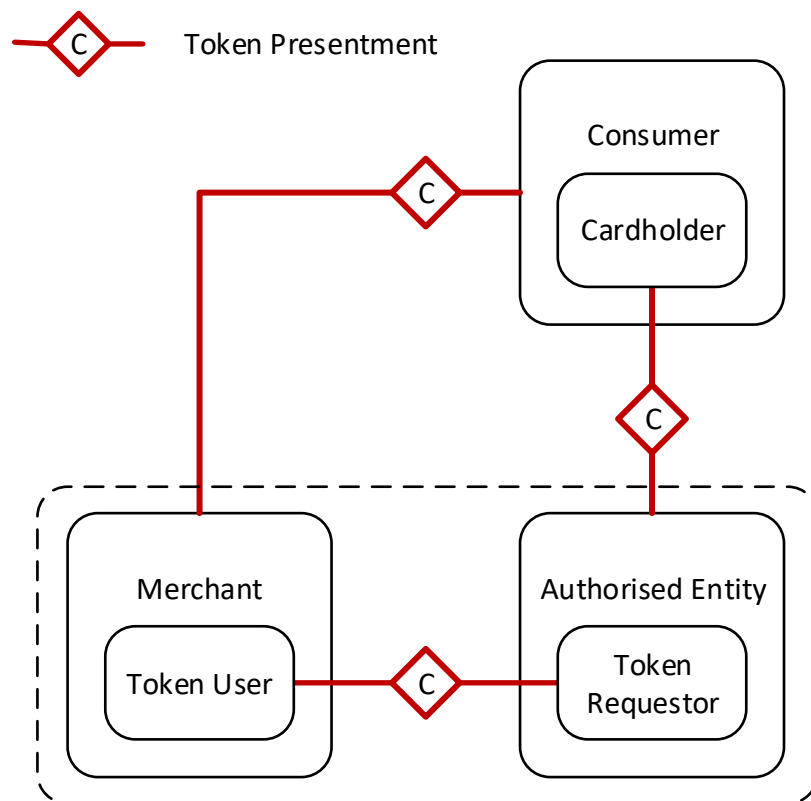 C Token Presentment
Consumer
C
Cardholder
C
Merchant
Authorised Entity
Token User
C
Token
Requestor